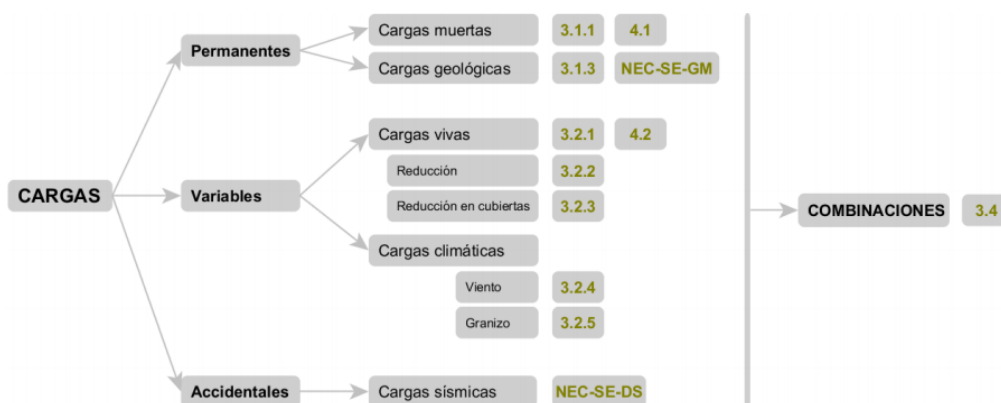 Cargas muertas 3.1.1 4.1
Permanentes
Cargas geológicas 3.1.3 NEC-SE-GM
Cargas vivas 3.2.1 4.2
Reducción 3.2.2
CARGAS Variables Reducción en cubiertas 3.2.3 COMBINACIONES 3.4
Cargas climáticas
Viento 3.2.4
Granizo 3.2.5
Accidentales Cargas sísmicas NEC-SE-DS